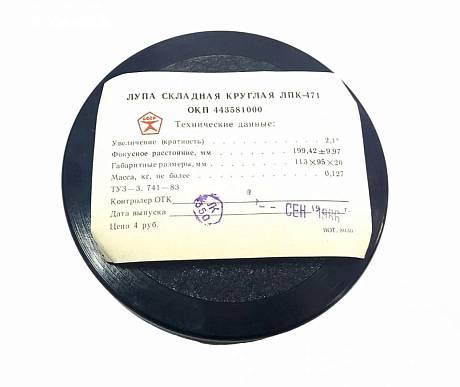 ЛУПА СКЛАДНАЯ КРУГЛАЯ ЛПК-471
ОКП 443581000
СССР
Технические данные:
Увеличение (кратность) . . . . . . 2,1ˣ
Фокусное расстояние, мм . . . . . 199,42±9,97
Габаритные размеры, мм . . . . . 113×95×26
Масса, кг, не более . . . . . . . 0,127
ТУЗ-3. 741-83
Контролер ОТК
Дата выпуска СЕН 19 г.
Цена 4 руб.